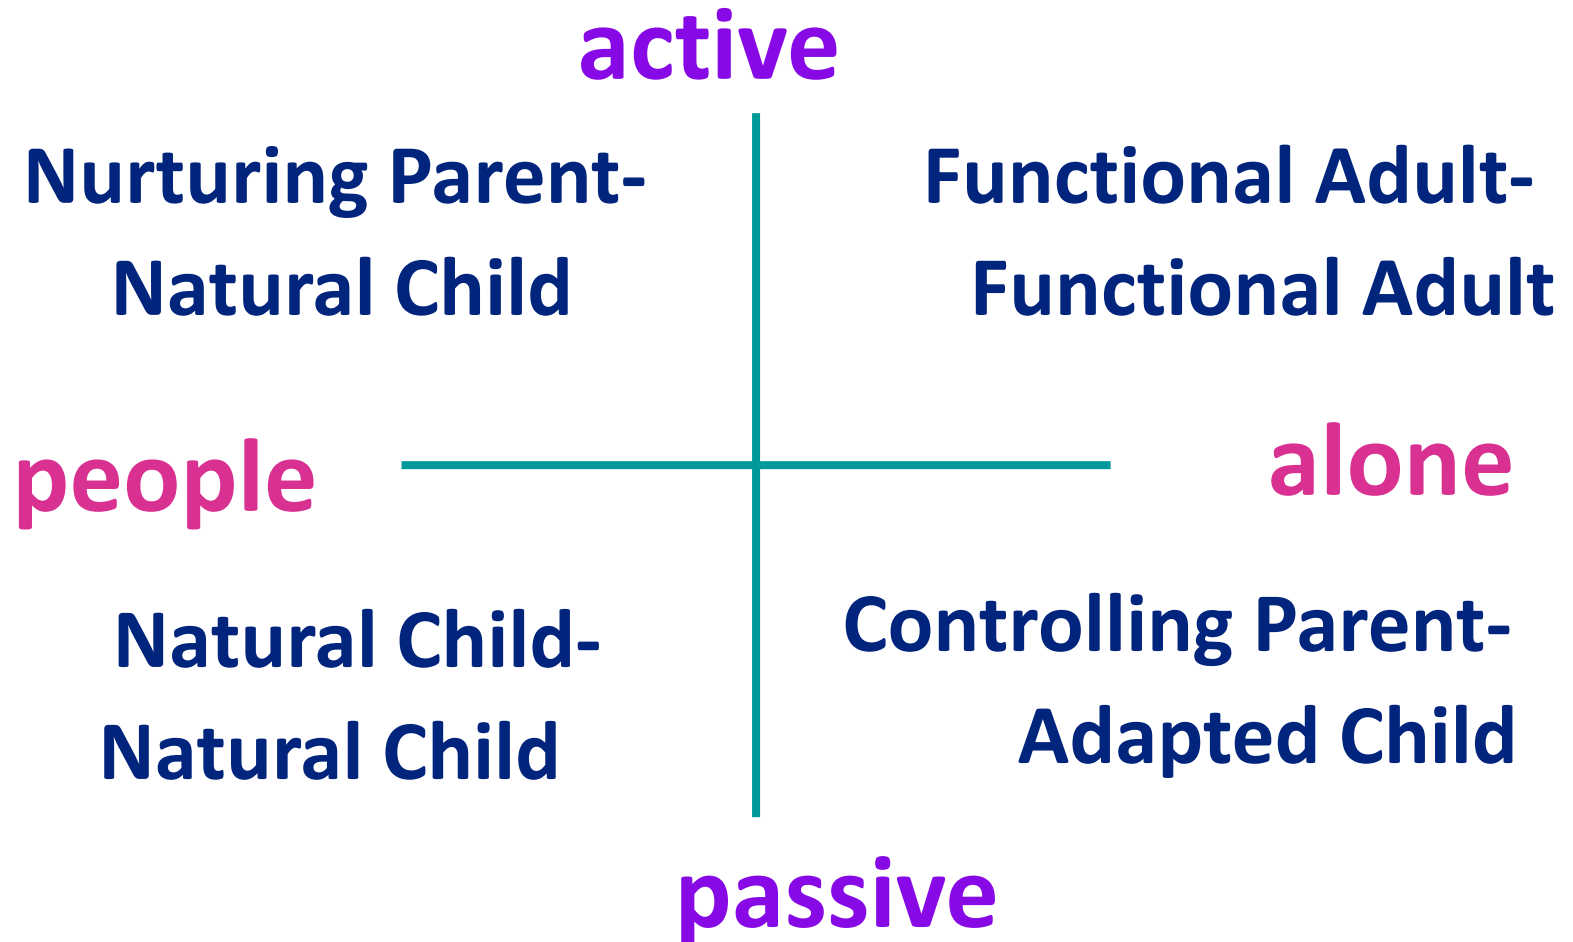 active
Nurturing Parent-
Natural Child
Functional Adult-
Functional Adult
people
alone
Natural Child-
Natural Child
Controlling Parent-
Adapted Child
passive